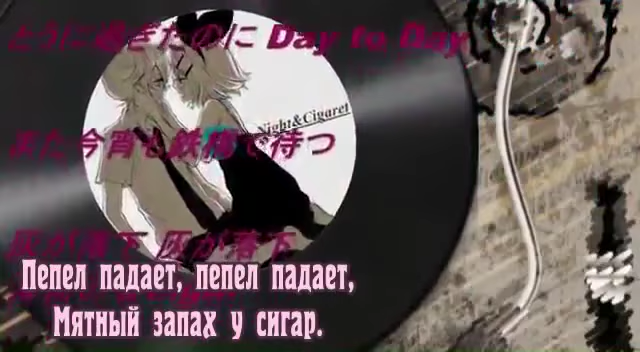 とうに過ぎたのに Day to Day
Night&Cigaret
また今宵も鉄橋で待つ
灰が落下 灰が落下
Пепел падает, пепел падает,
Мятный запах у сигар.